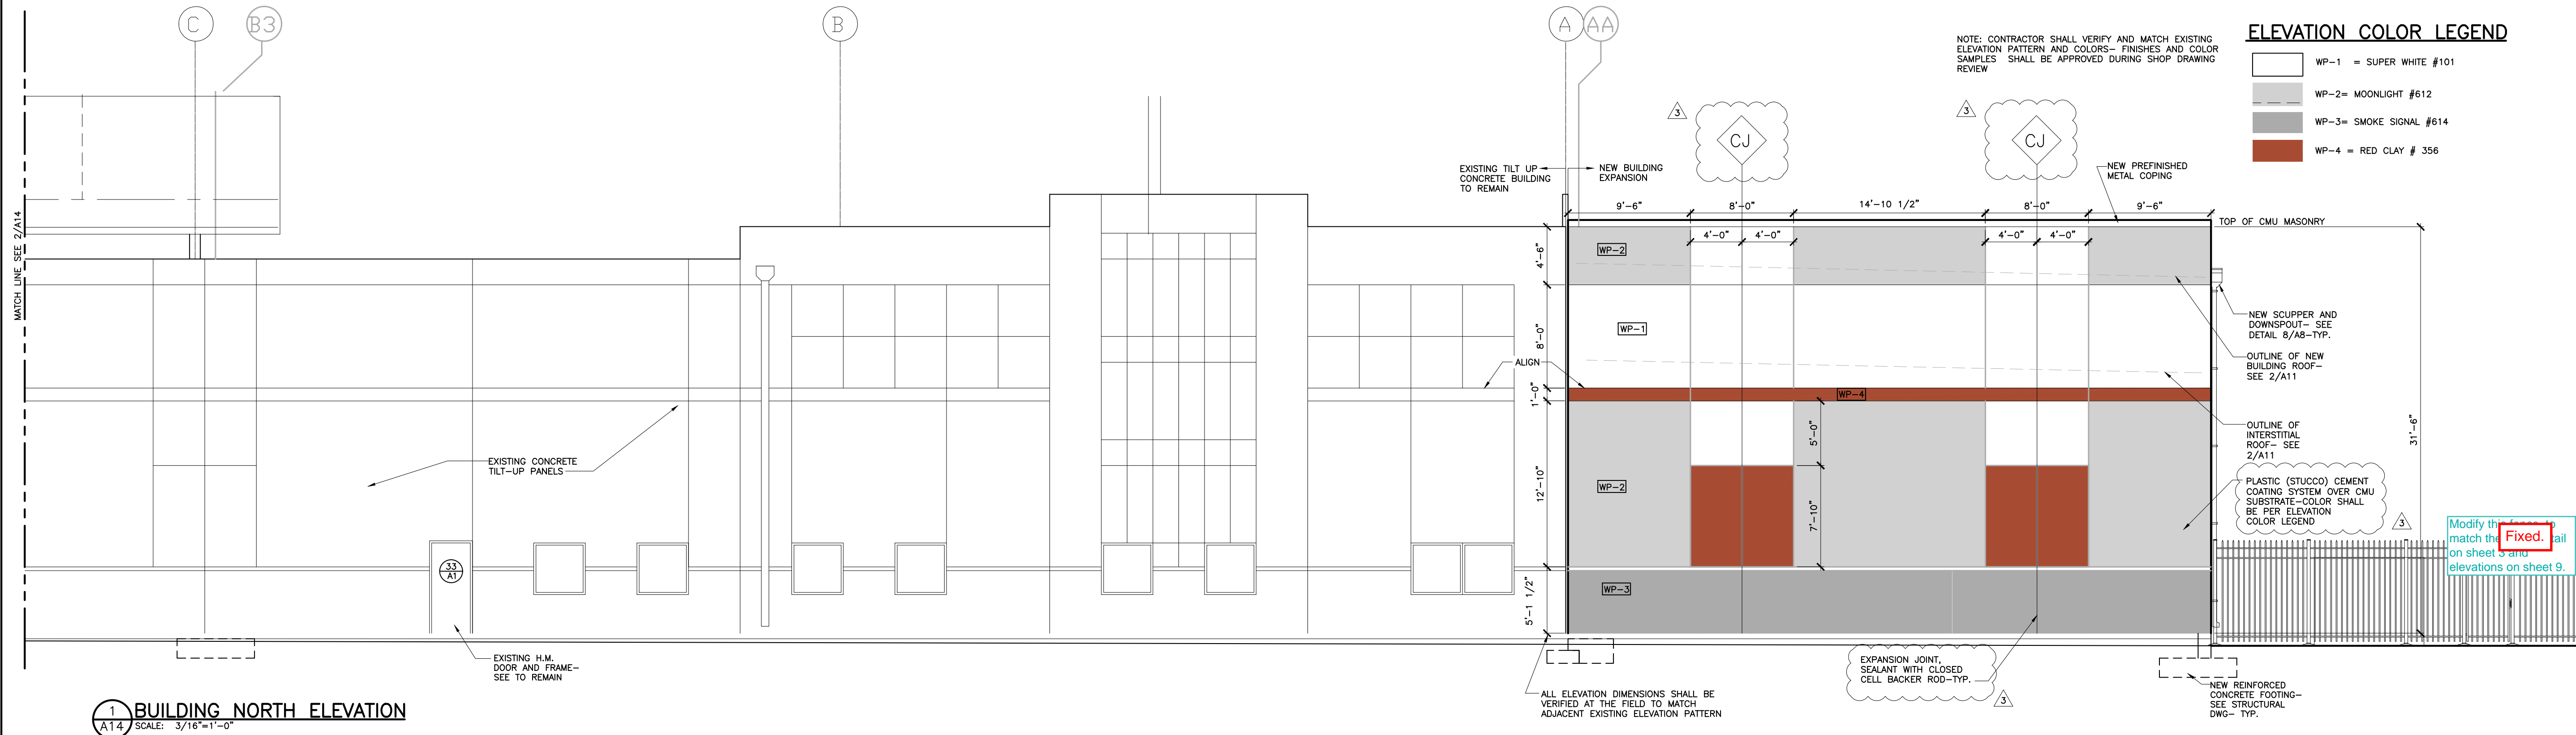 C
B3
B
A
AA
NOTE: CONTRACTOR SHALL VERIFY AND MATCH EXISTING
ELEVATION PATTERN AND COLORS- FINISHES AND COLOR
SAMPLES SHALL BE APPROVED DURING SHOP DRAWING
REVIEW
ELEVATION COLOR LEGEND
WP-1 = SUPER WHITE #101
WP-2= MOONLIGHT #612
WP-3= SMOKE SIGNAL #614
WP-4 = RED CLAY # 356
3
CJ
3
CJ
EXISTING TILT UP
CONCRETE BUILDING
TO REMAIN
NEW BUILDING
EXPANSION
NEW PREFINISHED
METAL COPING
9'-6"
8'-0"
14'-10 1/2"
8'-0"
9'-6"
TOP OF CMU MASONRY
4'-0"
4'-0"
4'-0"
4'-0"
MATCH LINE SEE 2/A14
4'-6"
WP-2
8'-0"
WP-1
NEW SCUPPER AND
DOWNSPOUT- SEE
DETAIL 8/A8-TYP.
OUTLINE OF NEW
BUILDING ROOF-
SEE 2/A11
ALIGN
1'-0"
WP-4
OUTLINE OF
INTERSTITIAL
ROOF- SEE
2/A11
31'-6"
5'-0"
EXISTING CONCRETE
TILT-UP PANELS
12'-10"
WP-2
7'-10"
PLASTIC (STUCCO) CEMENT
COATING SYSTEM OVER CMU
SUBSTRATE-COLOR SHALL
BE PER ELEVATION
COLOR LEGEND
3
Modify this
match the
on sheet 3 and
elevations on sheet 9.
Fixed.
33
A1
5'-1 1/2"
WP-3
EXISTING H.M.
DOOR AND FRAME-
SEE TO REMAIN
EXPANSION JOINT,
SEALANT WITH CLOSED
CELL BACKER ROD-TYP.
3
ALL ELEVATION DIMENSIONS SHALL BE
VERIFIED AT THE FIELD TO MATCH
ADJACENT EXISTING ELEVATION PATTERN
NEW REINFORCED
CONCRETE FOOTING-
SEE STRUCTURAL
DWG- TYP.
1
A14
BUILDING NORTH ELEVATION
SCALE: 3/16"=1'-0"